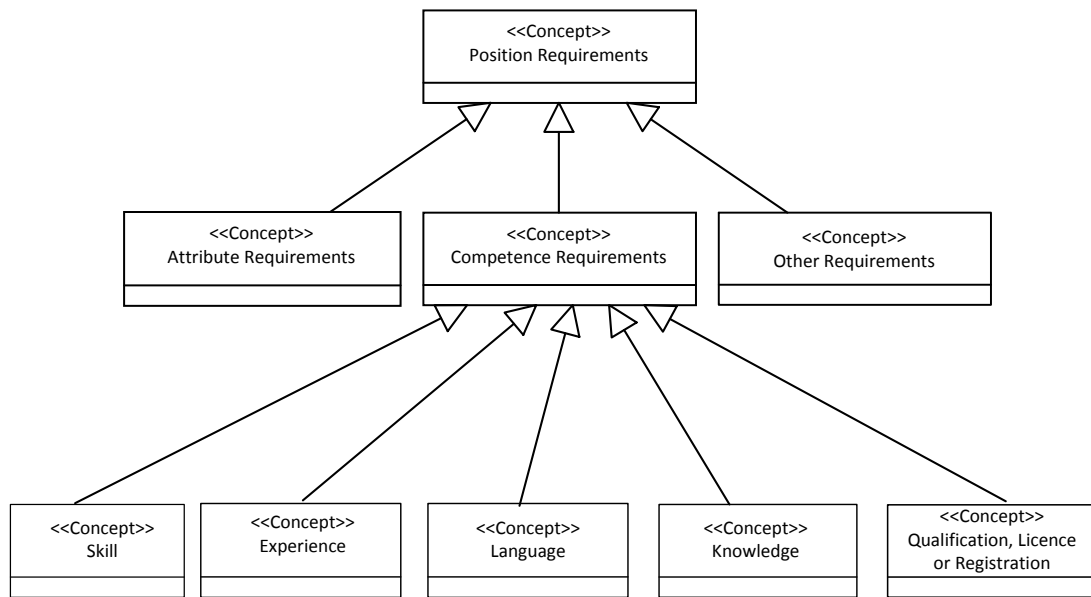 <<Concept>>
Position Requirements
<<Concept>>
Attribute Requirements
<<Concept>>
Competence Requirements
<<Concept>>
Other Requirements
<<Concept>>
Skill
<<Concept>>
Experience
<<Concept>>
Language
<<Concept>>
Knowledge
<<Concept>>
Qualification, Licence
or Registration